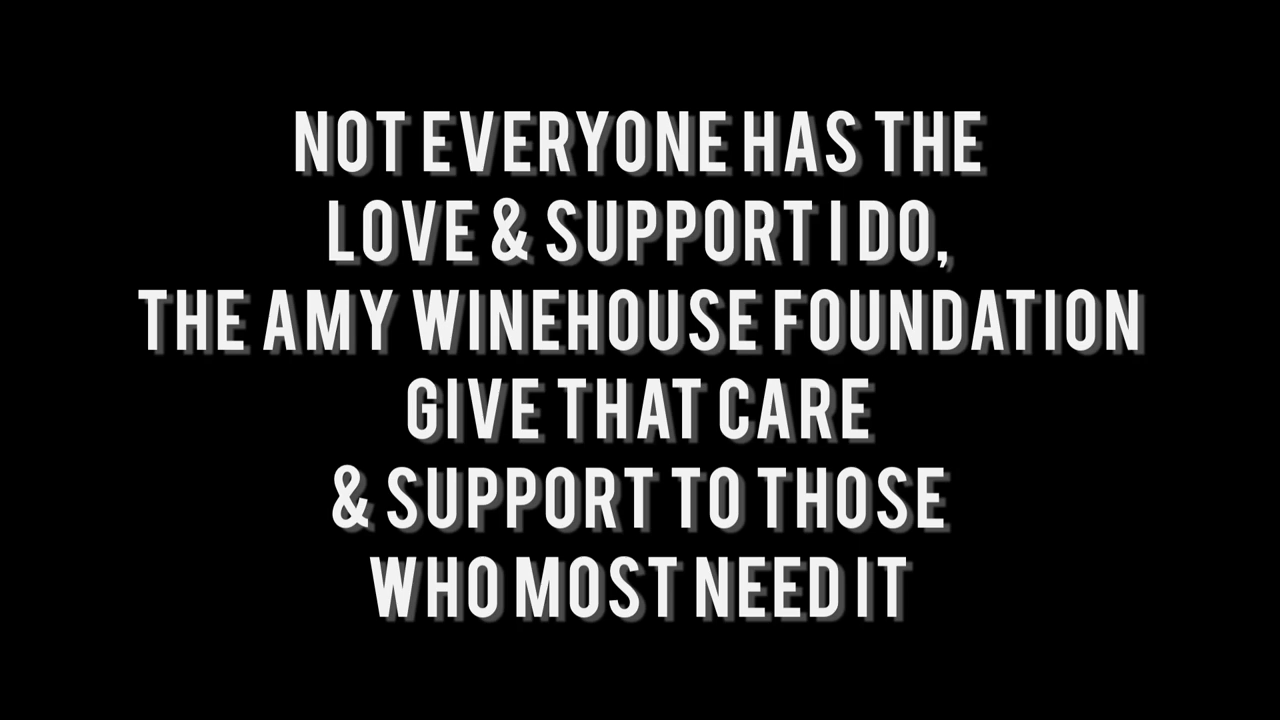 NOT EVERYONE HAS THE
LOVE & SUPPORT I DO,
THE AMY WINEHOUSE FOUNDATION
GIVE THAT CARE
& SUPPORT TO THOSE
WHO MOST NEED IT